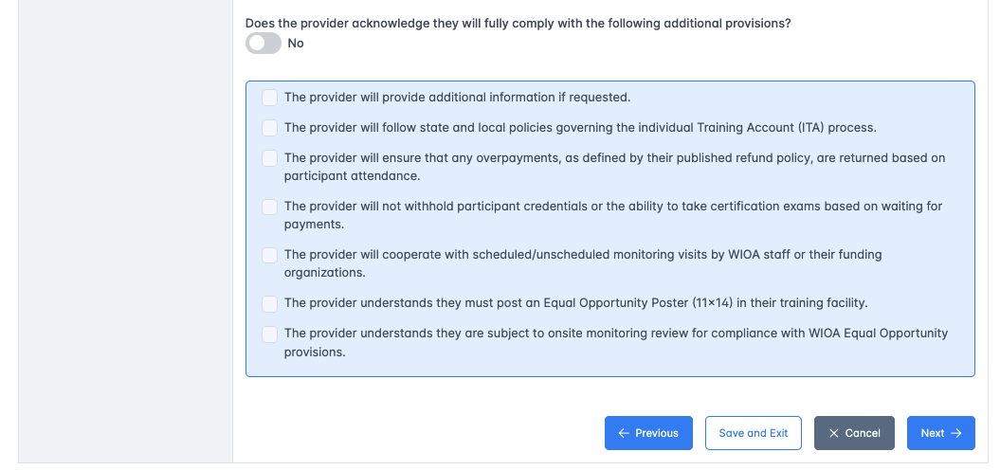 Does the provider acknowledge they will fully comply with the following additional provisions?
No
The provider will provide additional information if requested.
The provider will follow state and local policies governing the individual Training Account (ITA) process.
The provider will ensure that any overpayments, as defined by their published refund policy, are returned based on
participant attendance.
The provider will not withhold participant credentials or the ability to take certification exams based on waiting for
payments.
The provider will cooperate with scheduled/unscheduled monitoring visits by WIOA staff or their funding
organizations.
The provider understands they must post an Equal Opportunity Poster (11×14) in their training facility.
The provider understands they are subject to onsite monitoring review for compliance with WIOA Equal Opportunity
provisions.
← Previous Save and Exit × Cancel Next →